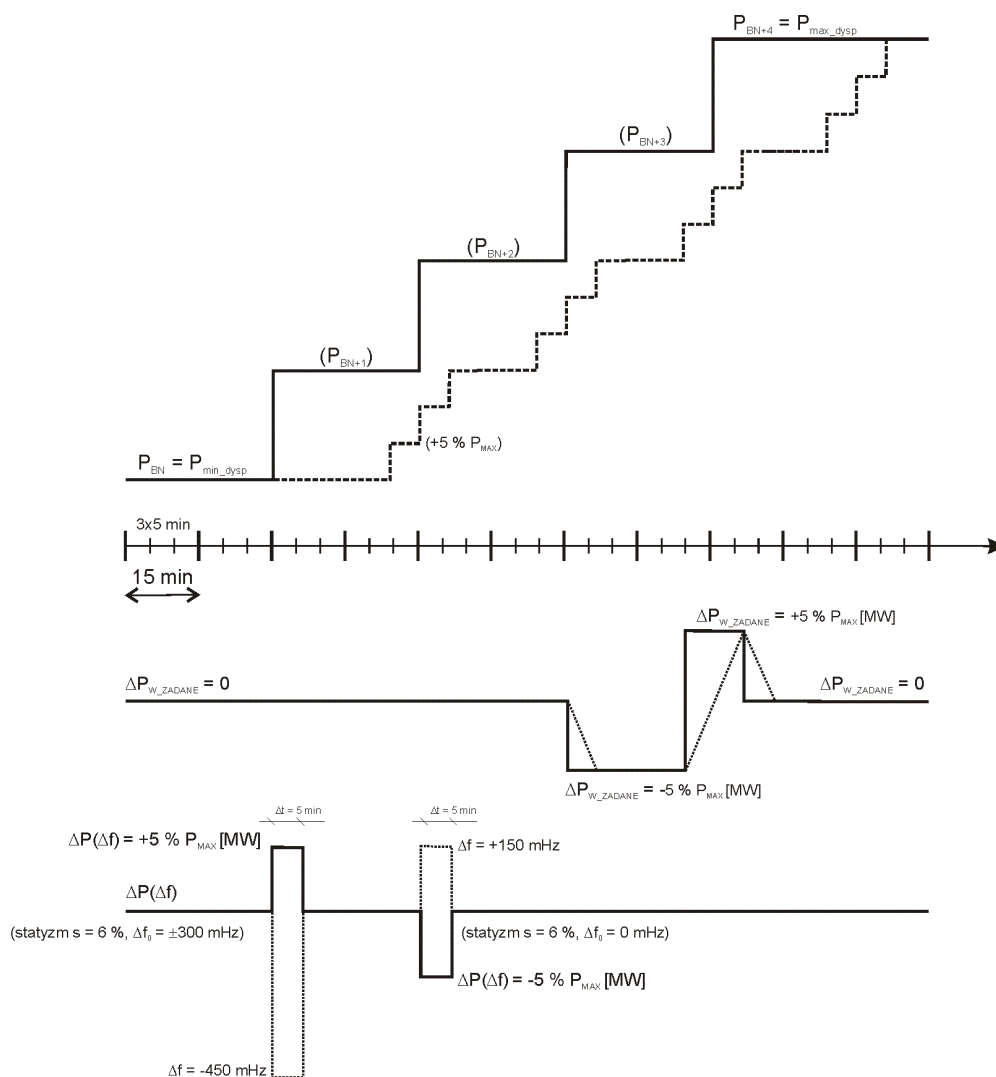 P_BN+4 = P_max_dysp
(P_BN+3)
(P_BN+2)
(P_BN+1)
(+5 % P_MAX)
P_BN = P_min_dysp
3x5 min
15 min
ΔP_W_ZADANE = +5 % P_MAX [MW]
ΔP_W_ZADANE = 0
ΔP_W_ZADANE = 0
ΔP_W_ZADANE = -5 % P_MAX [MW]
Δt = 5 min
Δt = 5 min
ΔP(Δf) = +5 % P_MAX [MW]
Δf = +150 mHz
ΔP(Δf)
(statyzm s = 6 %, Δf₀ = ±300 mHz)
(statyzm s = 6 %, Δf₀ = 0 mHz)
ΔP(Δf) = -5 % P_MAX [MW]
Δf = -450 mHz